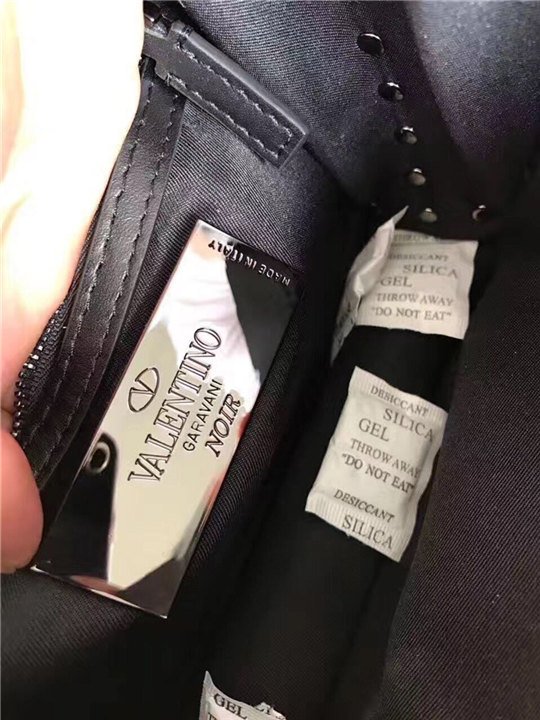 MADE IN ITALY
VALENTINO
GARAVANI
NOIR
DESICCANT
SILICA
GEL
THROW AWAY
"DO NOT EAT"
DESICCANT
SILICA
GEL
THROW AWAY
"DO NOT EAT"
DESICCANT
SILICA
GEL